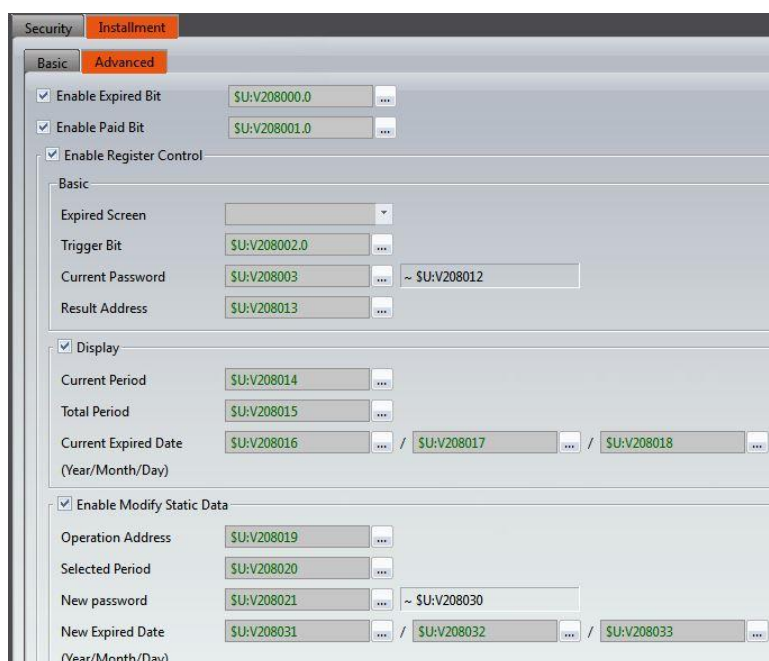 Security Installment
Basic Advanced
Enable Expired Bit $U:V208000.0 ...
Enable Paid Bit $U:V208001.0 ...
Enable Register Control
Basic
Expired Screen
Trigger Bit $U:V208002.0 ...
Current Password $U:V208003 ... ~ $U:V208012
Result Address $U:V208013 ...
Display
Current Period $U:V208014 ...
Total Period $U:V208015 ...
Current Expired Date $U:V208016 ... / $U:V208017 ... / $U:V208018 ...
(Year/Month/Day)
Enable Modify Static Data
Operation Address $U:V208019 ...
Selected Period $U:V208020 ...
New password $U:V208021 ... ~ $U:V208030
New Expired Date $U:V208031 ... / $U:V208032 ... / $U:V208033 ...
(Year/Month/Day)